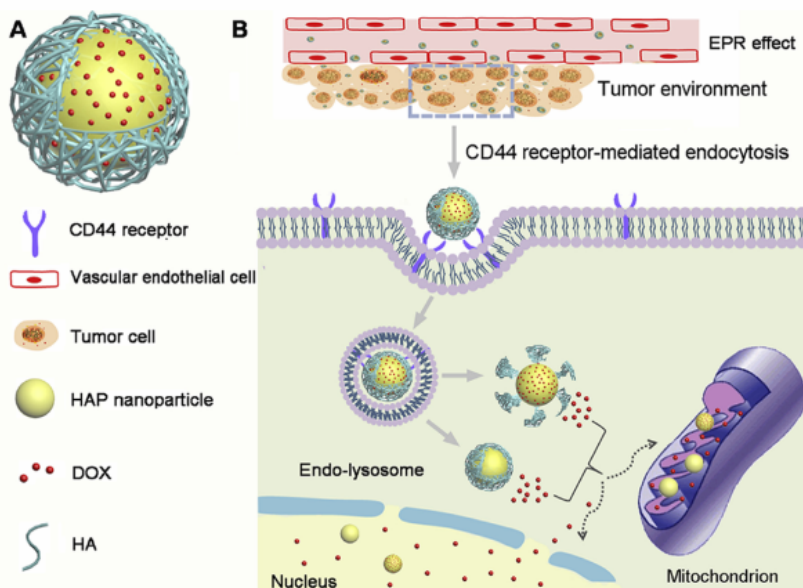 A
CD44 receptor
Vascular endothelial cell
Tumor cell
HAP nanoparticle
DOX
HA
B
EPR effect
Tumor environment
CD44 receptor-mediated endocytosis
Endo-lysosome
Nucleus
Mitochondrion